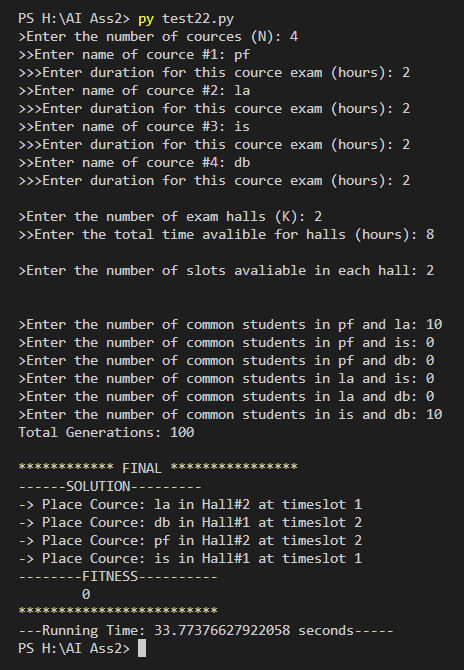 PS H:\AI Ass2> py test22.py
>Enter the number of cources (N): 4
>>Enter name of cource #1: pf
>>>Enter duration for this cource exam (hours): 2
>>Enter name of cource #2: la
>>>Enter duration for this cource exam (hours): 2
>>Enter name of cource #3: is
>>>Enter duration for this cource exam (hours): 2
>>Enter name of cource #4: db
>>>Enter duration for this cource exam (hours): 2
>Enter the number of exam halls (K): 2
>>Enter the total time avalible for halls (hours): 8
>Enter the number of slots avaliable in each hall: 2
>Enter the number of common students in pf and la: 10
>Enter the number of common students in pf and is: 0
>Enter the number of common students in pf and db: 0
>Enter the number of common students in la and is: 0
>Enter the number of common students in la and db: 0
>Enter the number of common students in is and db: 10
Total Generations: 100
************ FINAL ****************
------SOLUTION---------
-> Place Cource: la in Hall#2 at timeslot 1
-> Place Cource: db in Hall#1 at timeslot 2
-> Place Cource: pf in Hall#2 at timeslot 2
-> Place Cource: is in Hall#1 at timeslot 1
--------FITNESS----------
0
*************************
---Running Time: 33.77376627922058 seconds-----
PS H:\AI Ass2>